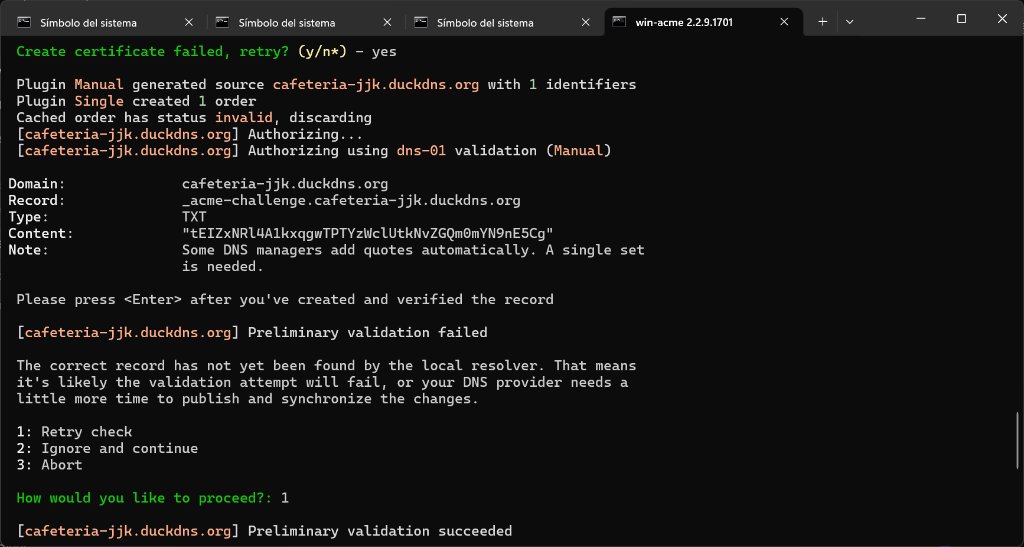 Símbolo del sistema
Símbolo del sistema
Símbolo del sistema
win-acme 2.2.9.1701
Create certificate failed, retry? (y/n*) - yes
Plugin Manual generated source cafeteria-jjk.duckdns.org with 1 identifiers
Plugin Single created 1 order
Cached order has status invalid, discarding
[cafeteria-jjk.duckdns.org] Authorizing...
[cafeteria-jjk.duckdns.org] Authorizing using dns-01 validation (Manual)
Domain: cafeteria-jjk.duckdns.org
Record: _acme-challenge.cafeteria-jjk.duckdns.org
Type: TXT
Content: "tEIZxNRl4A1kxqgwTPTYzWclUtkNvZGQm0mYN9nE5Cg"
Note: Some DNS managers add quotes automatically. A single set
is needed.
Please press <Enter> after you've created and verified the record
[cafeteria-jjk.duckdns.org] Preliminary validation failed
The correct record has not yet been found by the local resolver. That means
it's likely the validation attempt will fail, or your DNS provider needs a
little more time to publish and synchronize the changes.
1: Retry check
2: Ignore and continue
3: Abort
How would you like to proceed?: 1
[cafeteria-jjk.duckdns.org] Preliminary validation succeeded